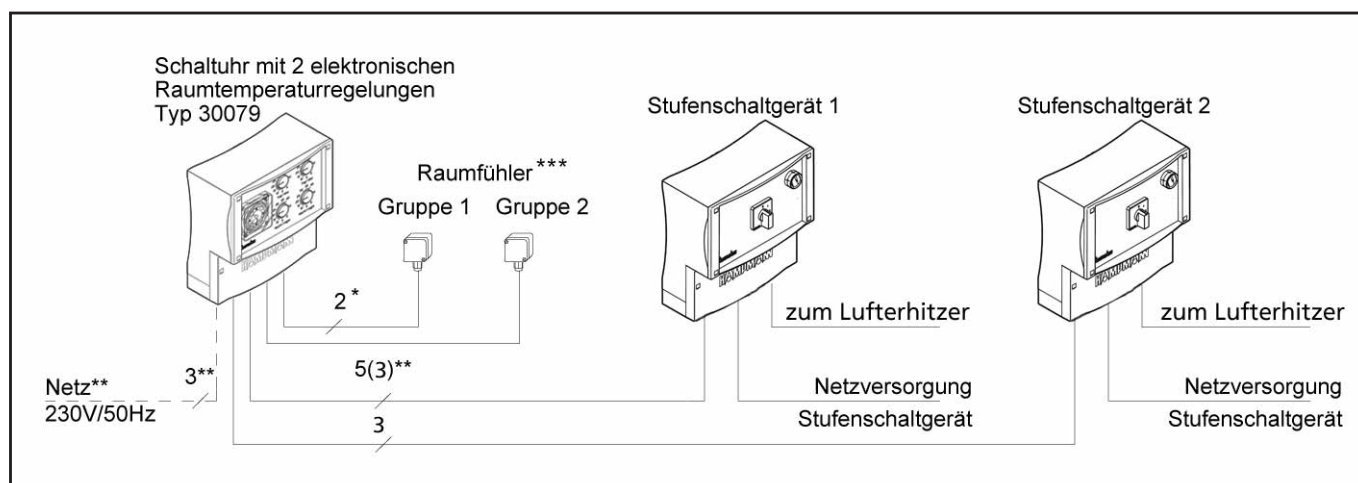 Schaltuhr mit 2 elektronischen
Raumtemperaturregelungen
Typ 30079
Stufenschaltgerät 1
Stufenschaltgerät 2
Raumfühler***
Gruppe 1
Gruppe 2
2*
zum Lufterhitzer
zum Lufterhitzer
5(3)**
Netz**
3**
230V/50Hz
Netzversorgung
Stufenschaltgerät
Netzversorgung
Stufenschaltgerät
3